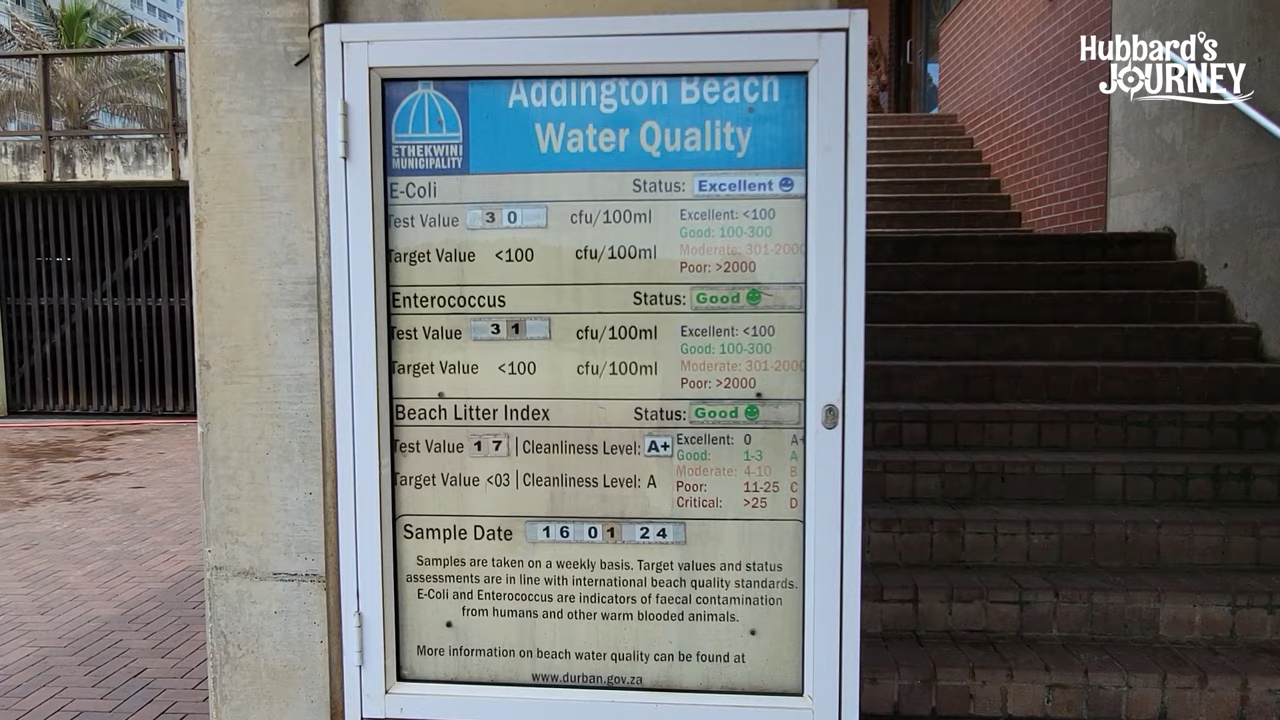 Hubbard's
JOURNEY
Addington Beach
Water Quality
ETHEKWINI
MUNICIPALITY
E-Coli Status: Excellent
Test Value 30 cfu/100ml
Target Value <100 cfu/100ml
Excellent: <100
Good: 100-300
Moderate: 301-2000
Poor: >2000
Enterococcus Status: Good
Test Value 31 cfu/100ml
Target Value <100 cfu/100ml
Excellent: <100
Good: 100-300
Moderate: 301-2000
Poor: >2000
Beach Litter Index Status: Good
Test Value 17 | Cleanliness Level: A+
Target Value <03 | Cleanliness Level: A
Excellent: 0 A+
Good: 1-3 A
Moderate: 4-10 B
Poor: 11-25 C
Critical: >25 D
Sample Date 16 01 24
Samples are taken on a weekly basis. Target values and status
assessments are in line with international beach quality standards.
E-Coli and Enterococcus are indicators of faecal contamination
from humans and other warm blooded animals.
More information on beach water quality can be found at
www.durban.gov.za